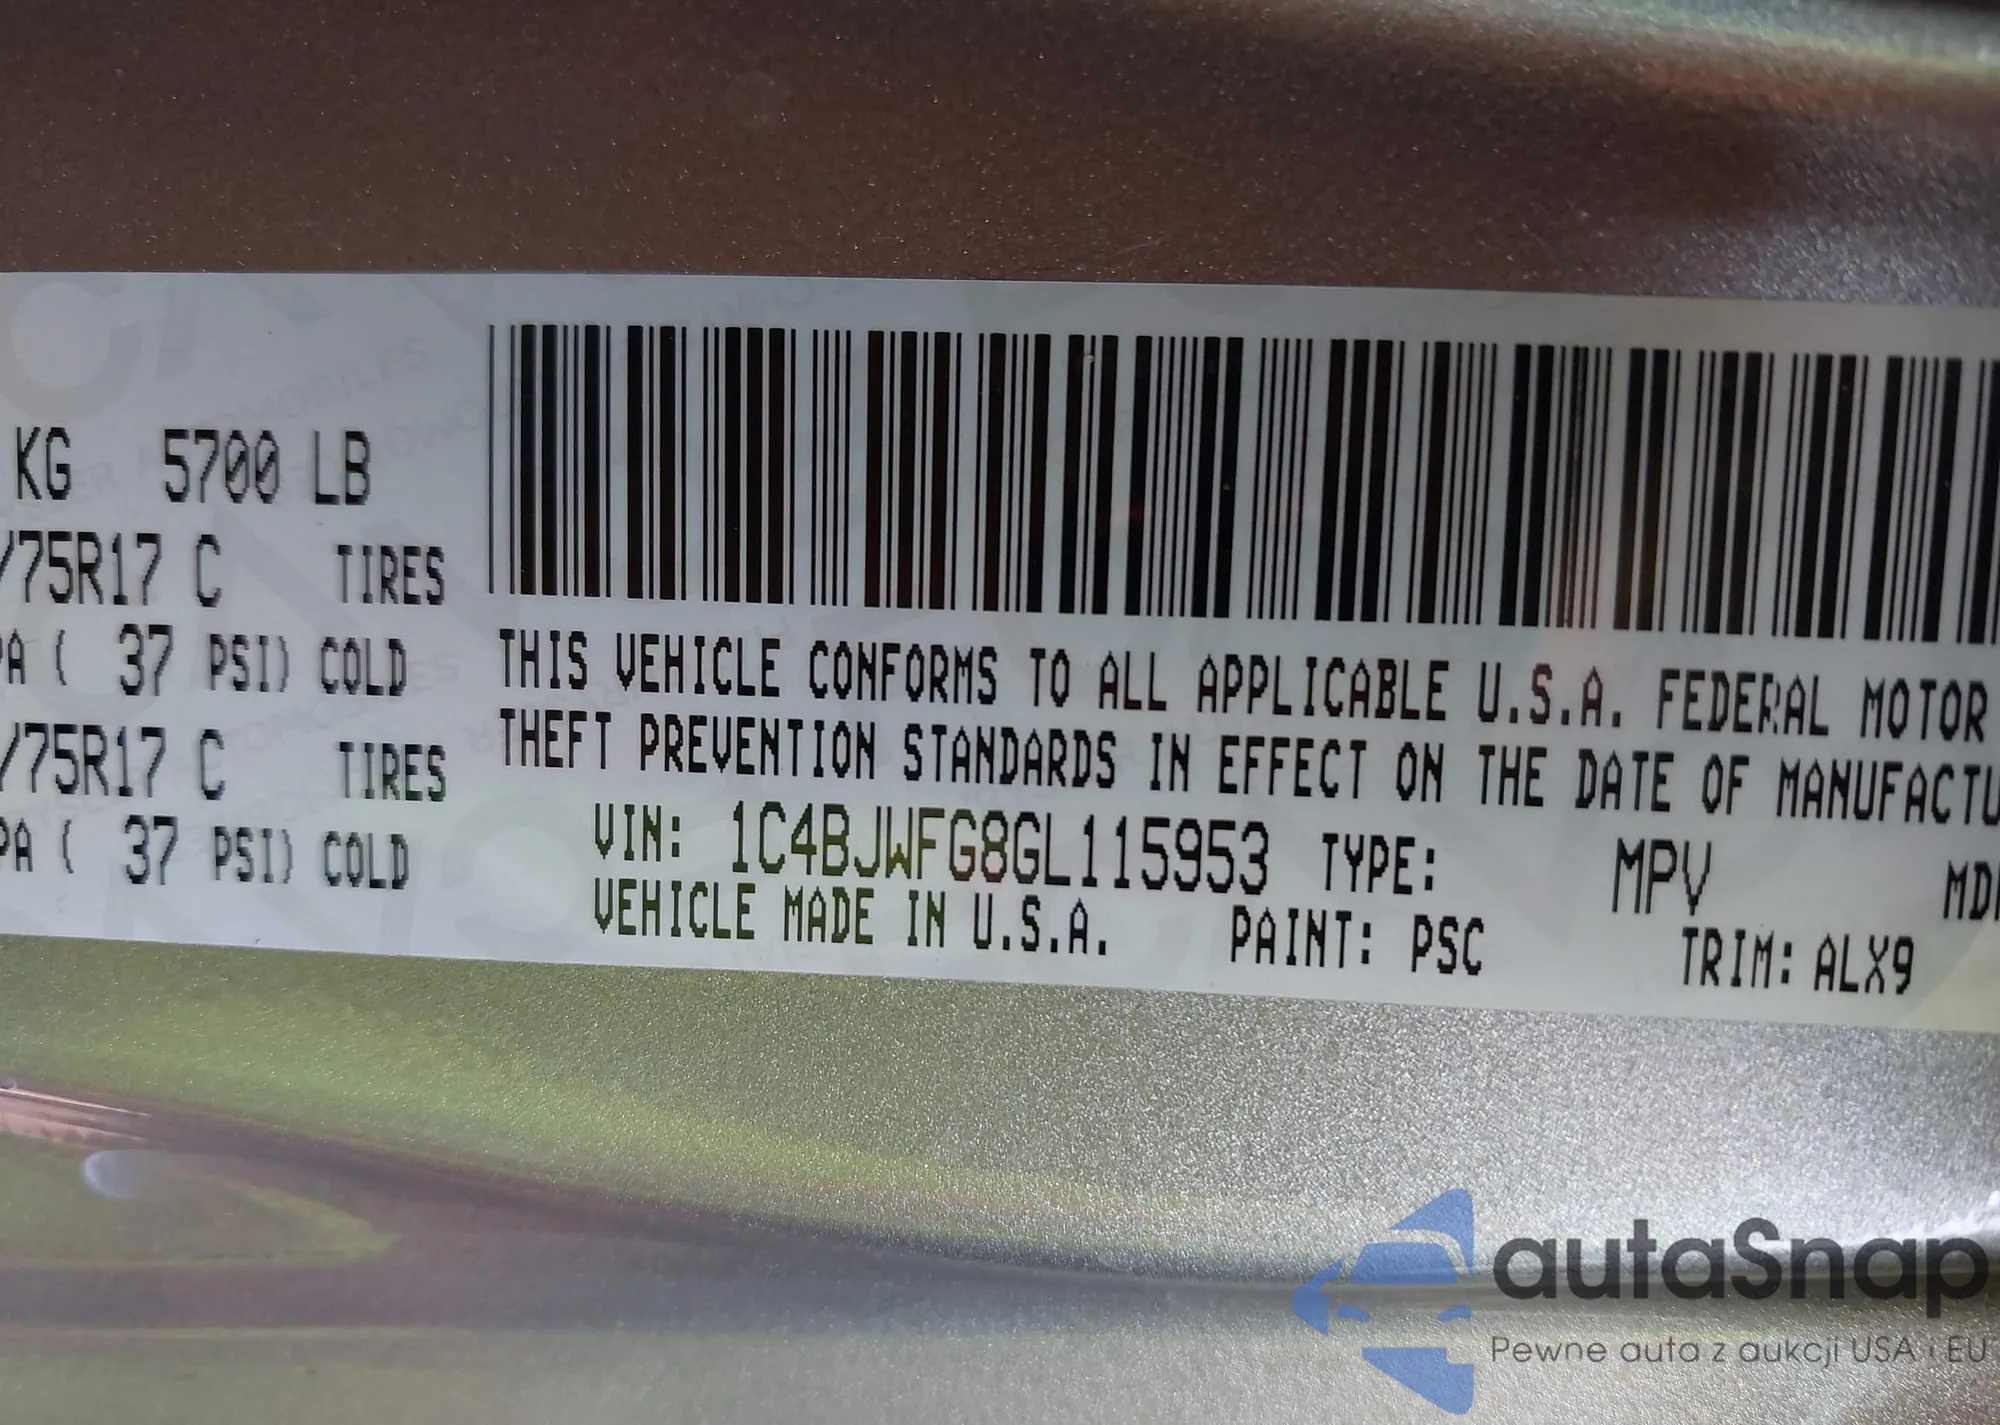 KG 5700 LB
/75R17 C TIRES
PA ( 37 PSI) COLD
/75R17 C TIRES
PA ( 37 PSI) COLD
THIS VEHICLE CONFORMS TO ALL APPLICABLE U.S.A. FEDERAL MOTOR
THEFT PREVENTION STANDARDS IN EFFECT ON THE DATE OF MANUFACTU
VIN: 1C4BJWFG8GL115953 TYPE: MPV
VEHICLE MADE IN U.S.A. PAINT: PSC TRIM: ALX9
autaSnap
Pewne auta z aukcji USA i EU